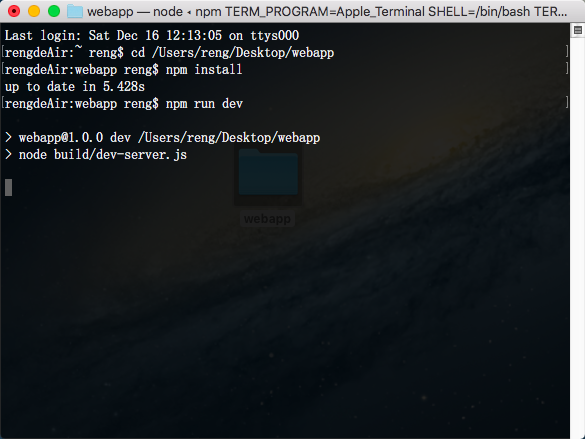 webapp — node ◂ npm TERM_PROGRAM=Apple_Terminal SHELL=/bin/bash TER...
Last login: Sat Dec 16 12:13:05 on ttys000
[rengdeAir:~ reng$ cd /Users/reng/Desktop/webapp ]
[rengdeAir:webapp reng$ npm install ]
up to date in 5.428s
[rengdeAir:webapp reng$ npm run dev ]
> webapp@1.0.0 dev /Users/reng/Desktop/webapp
> node build/dev-server.js
webapp